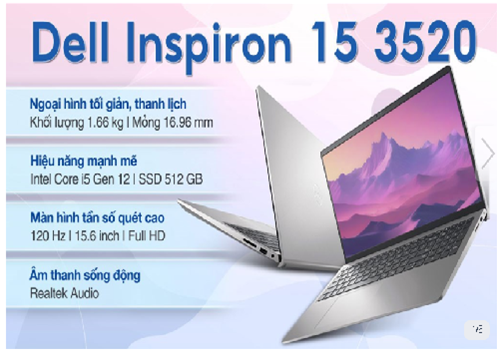 Dell Inspiron 15 3520
Ngoại hình tối giản, thanh lịch
Khối lượng 1.66 kg | Mỏng 16.96 mm
Hiệu năng mạnh mẽ
Intel Core i5 Gen 12 | SSD 512 GB
Màn hình tần số quét cao
120 Hz | 15.6 inch | Full HD
Âm thanh sống động
Realtek Audio